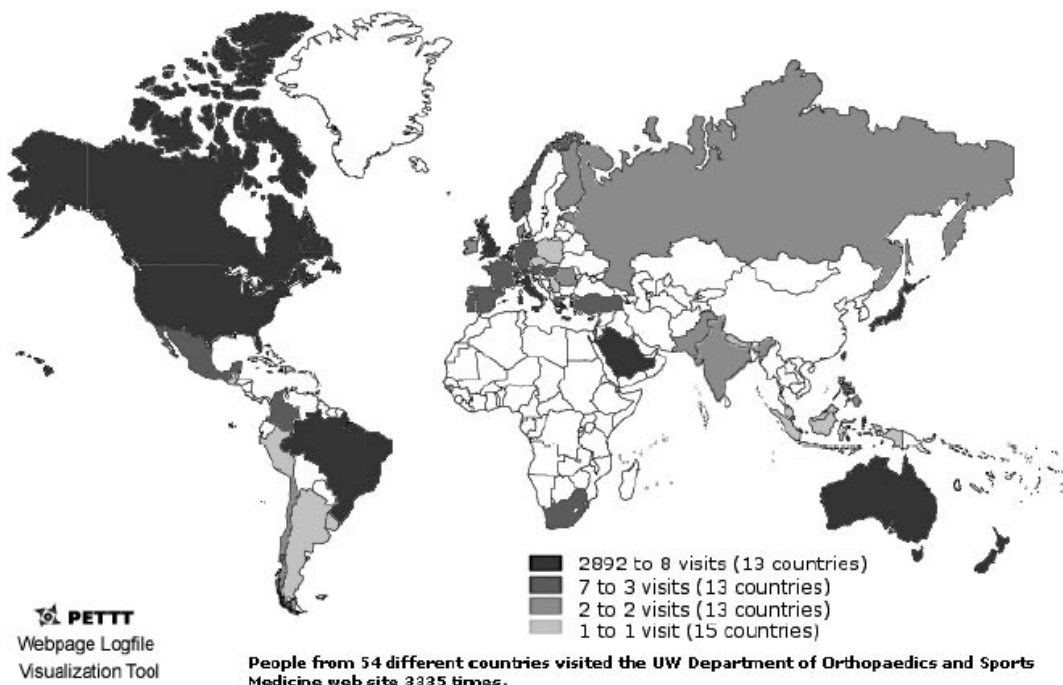 2892 to 8 visits (13 countries)
7 to 3 visits (13 countries)
2 to 2 visits (13 countries)
1 to 1 visit (15 countries)
PETTT
Webpage Logfile
Visualization Tool
People from 54 different countries visited the UW Department of Orthopaedics and Sports
Medicine web site 3335 times.